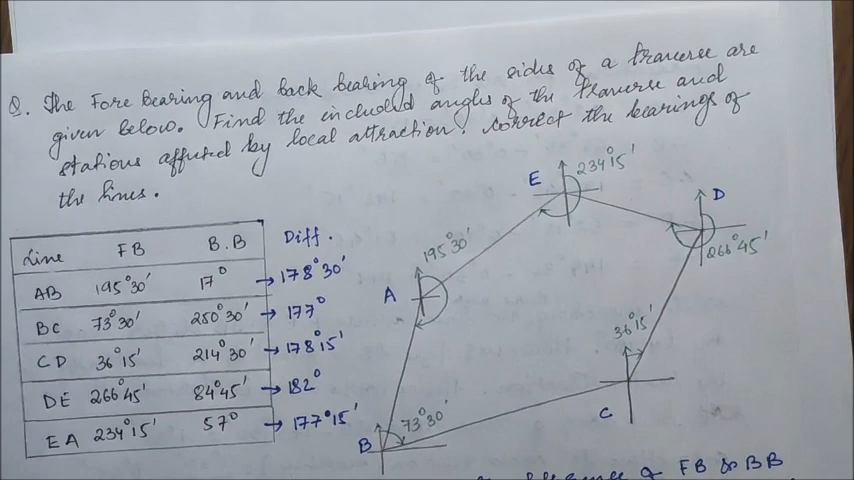 Q. The Fore bearing and back bearing of the sides of a traverse are
given below. Find the included angles of the traverse and
stations affected by local attraction. Correct the bearings of
the lines.
Line FB B.B Diff.
AB 195°30' 17° → 178°30'
BC 73°30' 250°30' → 177°
CD 36°15' 214°30' → 178°15'
DE 266°45' 84°45' → 182°
EA 234°15' 57° → 177°15'
E 234°15'
D
266°45'
195°30'
A
36°15'
C
73°30'
B
of FB & BB